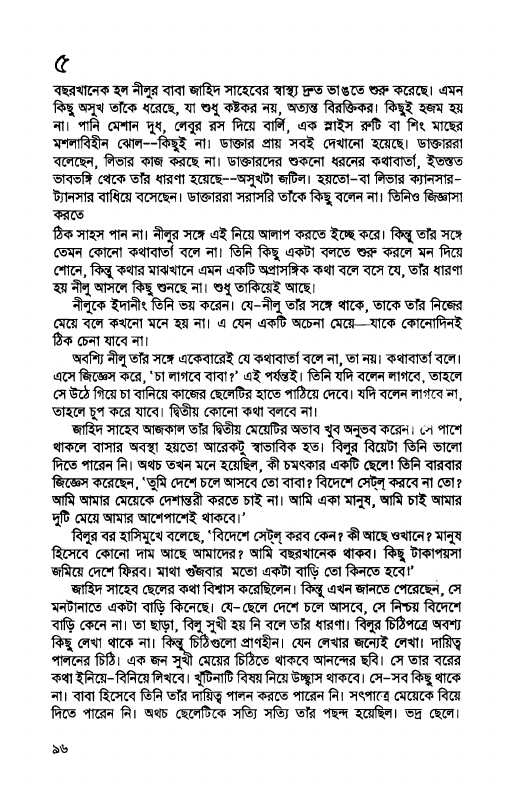 ৫
বছরখানেক হল নীলুর বাবা জাহিদ সাহেবের স্বাস্থ্য দ্রুত ভাঙতে শুরু করেছে। এমন
কিছু অসুখ তাঁকে ধরেছে, যা শুধু কষ্টকর নয়, অত্যন্ত বিরক্তিকর। কিছুই হজম হয়
না। পানি মেশান দুধ, লেবুর রস দিয়ে বার্লি, এক স্লাইস রুটি বা শিং মাছের
মশলাবিহীন ঝোল--কিছুই না। ডাক্তার প্রায় সবই দেখানো হয়েছে। ডাক্তাররা
বলেছেন, লিভার কাজ করছে না। ডাক্তারদের শুকনো ধরনের কথাবার্তা, ইতস্তত
ভাবভঙ্গি থেকে তাঁর ধারণা হয়েছে--অসুখটা জটিল। হয়তো-বা লিভার ক্যানসার-
ট্যানসার বাধিয়ে বসেছেন। ডাক্তাররা সরাসরি তাঁকে কিছু বলেন না। তিনিও জিজ্ঞাসা
করতে
ঠিক সাহস পান না। নীলুর সঙ্গে এই নিয়ে আলাপ করতে ইচ্ছে করে। কিন্তু তাঁর সঙ্গে
তেমন কোনো কথাবার্তা বলে না। তিনি কিছু একটা বলতে শুরু করলে মন দিয়ে
শোনে, কিন্তু কথার মাঝখানে এমন একটি অপ্রাসঙ্গিক কথা বলে বসে যে, তাঁর ধারণা
হয় নীলু আসলে কিছু শুনছে না। শুধু তাকিয়েই আছে।
নীলুকে ইদানীং তিনি ভয় করেন। যে-নীলু তাঁর সঙ্গে থাকে, তাকে তাঁর নিজের
মেয়ে বলে কখনো মনে হয় না। এ যেন একটি অচেনা মেয়ে—যাকে কোনোদিনই
ঠিক চেনা যাবে না।
অবশ্যি নীলু তাঁর সঙ্গে একেবারেই যে কথাবার্তা বলে না, তা নয়। কথাবার্তা বলে।
এসে জিজ্ঞেস করে, 'চা লাগবে বাবা?' এই পর্যন্তই। তিনি যদি বলেন লাগবে, তাহলে
সে উঠে গিয়ে চা বানিয়ে কাজের ছেলেটির হাতে পাঠিয়ে দেবে। যদি বলেন লাগবে না,
তাহলে চুপ করে যাবে। দ্বিতীয় কোনো কথা বলবে না।
জাহিদ সাহেব আজকাল তাঁর দ্বিতীয় মেয়েটির অভাব খুব অনুভব করেন। সে পাশে
থাকলে বাসার অবস্থা হয়তো আরেকটু স্বাভাবিক হত। বিলুর বিয়েটা তিনি ভালো
দিতে পারেন নি। অথচ তখন মনে হয়েছিল, কী চমৎকার একটি ছেলে! তিনি বারবার
জিজ্ঞেস করেছেন, 'তুমি দেশে চলে আসবে তো বাবা? বিদেশে সেট্‌ল্‌ করবে না তো?
আমি আমার মেয়েকে দেশান্তরী করতে চাই না। আমি একা মানুষ, আমি চাই আমার
দুটি মেয়ে আমার আশেপাশেই থাকবে।'
বিলুর বর হাসিমুখে বলেছে, 'বিদেশে সেট্‌ল্‌ করব কেন? কী আছে ওখানে? মানুষ
হিসেবে কোনো দাম আছে আমাদের? আমি বছরখানেক থাকব। কিছু টাকাপয়সা
জমিয়ে দেশে ফিরব। মাথা গুঁজবার মতো একটা বাড়ি তো কিনতে হবে!'
জাহিদ সাহেব ছেলের কথা বিশ্বাস করেছিলেন। কিন্তু এখন জানতে পেরেছেন, সে
মনটানাতে একটা বাড়ি কিনেছে। যে-ছেলে দেশে চলে আসবে, সে নিশ্চয় বিদেশে
বাড়ি কেনে না। তা ছাড়া, বিলু সুখী হয় নি বলে তাঁর ধারণা। বিলুর চিঠিপত্রে অবশ্য
কিছু লেখা থাকে না। কিন্তু চিঠিগুলো প্রাণহীন। যেন লেখার জন্যেই লেখা। দায়িত্ব
পালনের চিঠি। এক জন সুখী মেয়ের চিঠিতে থাকবে আনন্দের ছবি। সে তার বরের
কথা ইনিয়ে-বিনিয়ে লিখবে। খুঁটিনাটি বিষয় নিয়ে উচ্ছ্বাস থাকবে। সে-সব কিছু থাকে
না। বাবা হিসেবে তিনি তাঁর দায়িত্ব পালন করতে পারেন নি। সৎপাত্রে মেয়েকে বিয়ে
দিতে পারেন নি। অথচ ছেলেটিকে সত্যি সত্যি তাঁর পছন্দ হয়েছিল। ভদ্র ছেলে।
৯৬